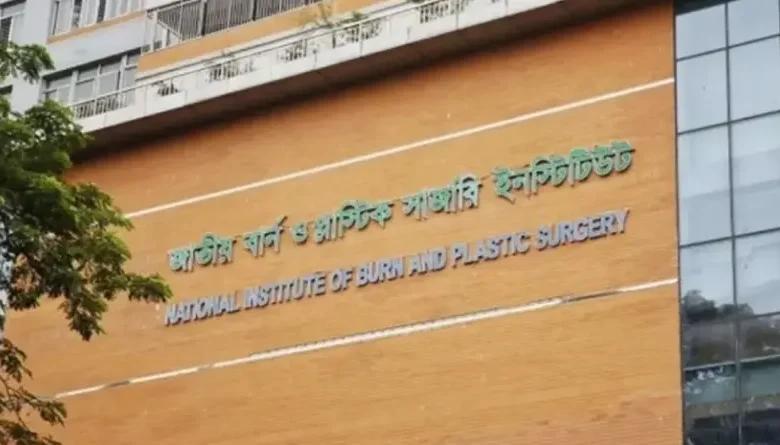 জাতীয় বার্ন ও প্লাস্টিক সার্জারি ইনস্টিটিউট
NATIONAL INSTITUTE OF BURN AND PLASTIC SURGERY